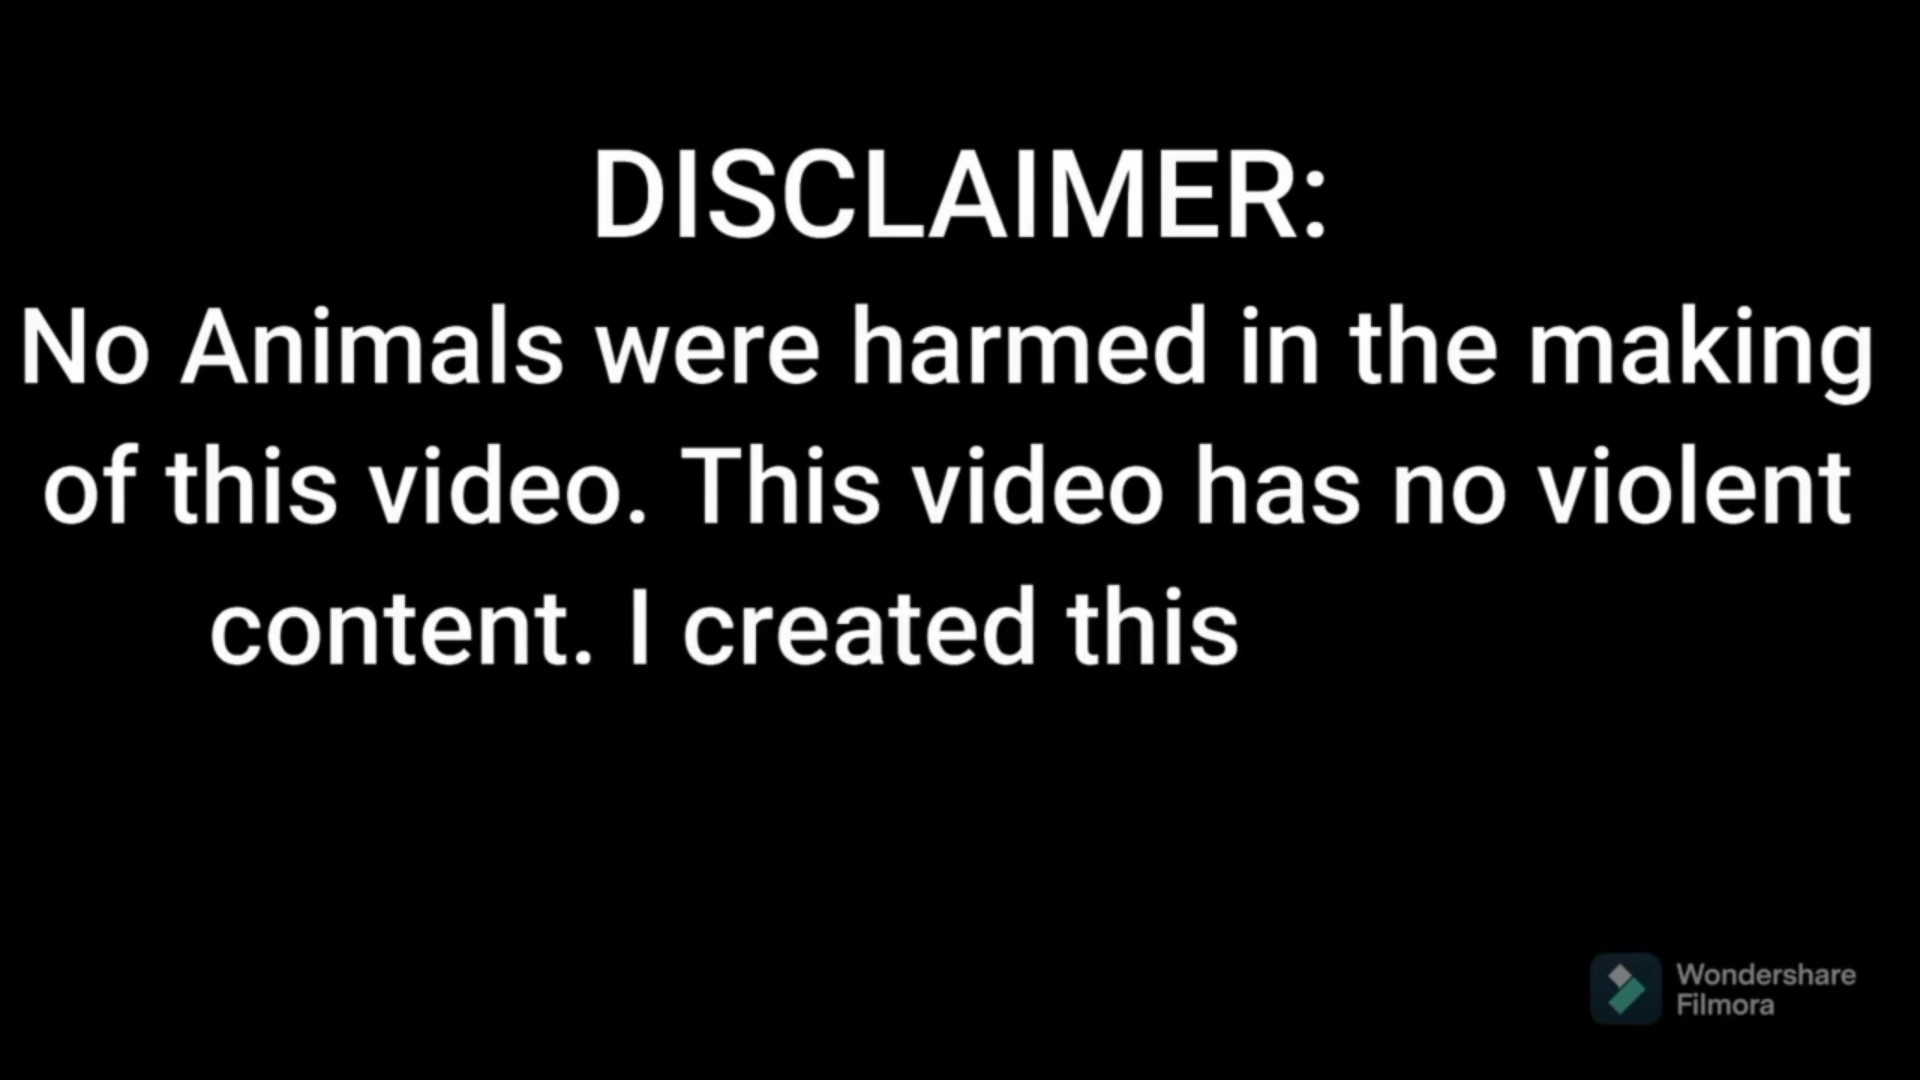 DISCLAIMER:
No Animals were harmed in the making
of this video. This video has no violent
content. I created this
Wondershare
Filmora